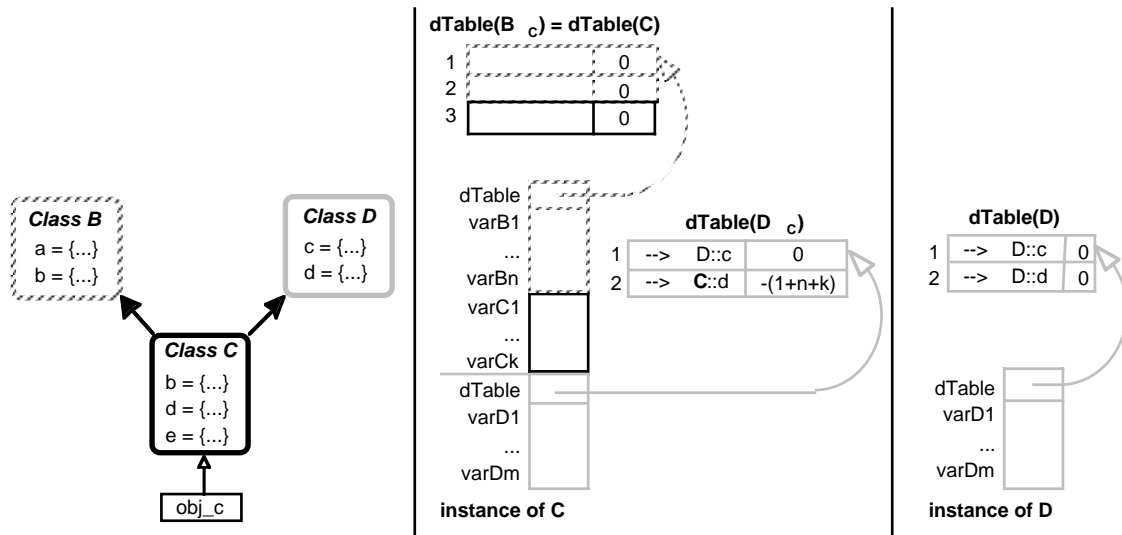 Class B
a = {...}
b = {...}
Class D
c = {...}
d = {...}
Class C
b = {...}
d = {...}
e = {...}
obj_c
dTable(B c) = dTable(C)
1 0
2 0
3 0
dTable
varB1
...
varBn
varC1
...
varCk
dTable
varD1
...
varDm
instance of C
dTable(D c)
1 --> D::c 0
2 --> C::d -(1+n+k)
dTable(D)
1 --> D::c 0
2 --> D::d 0
dTable
varD1
...
varDm
instance of D